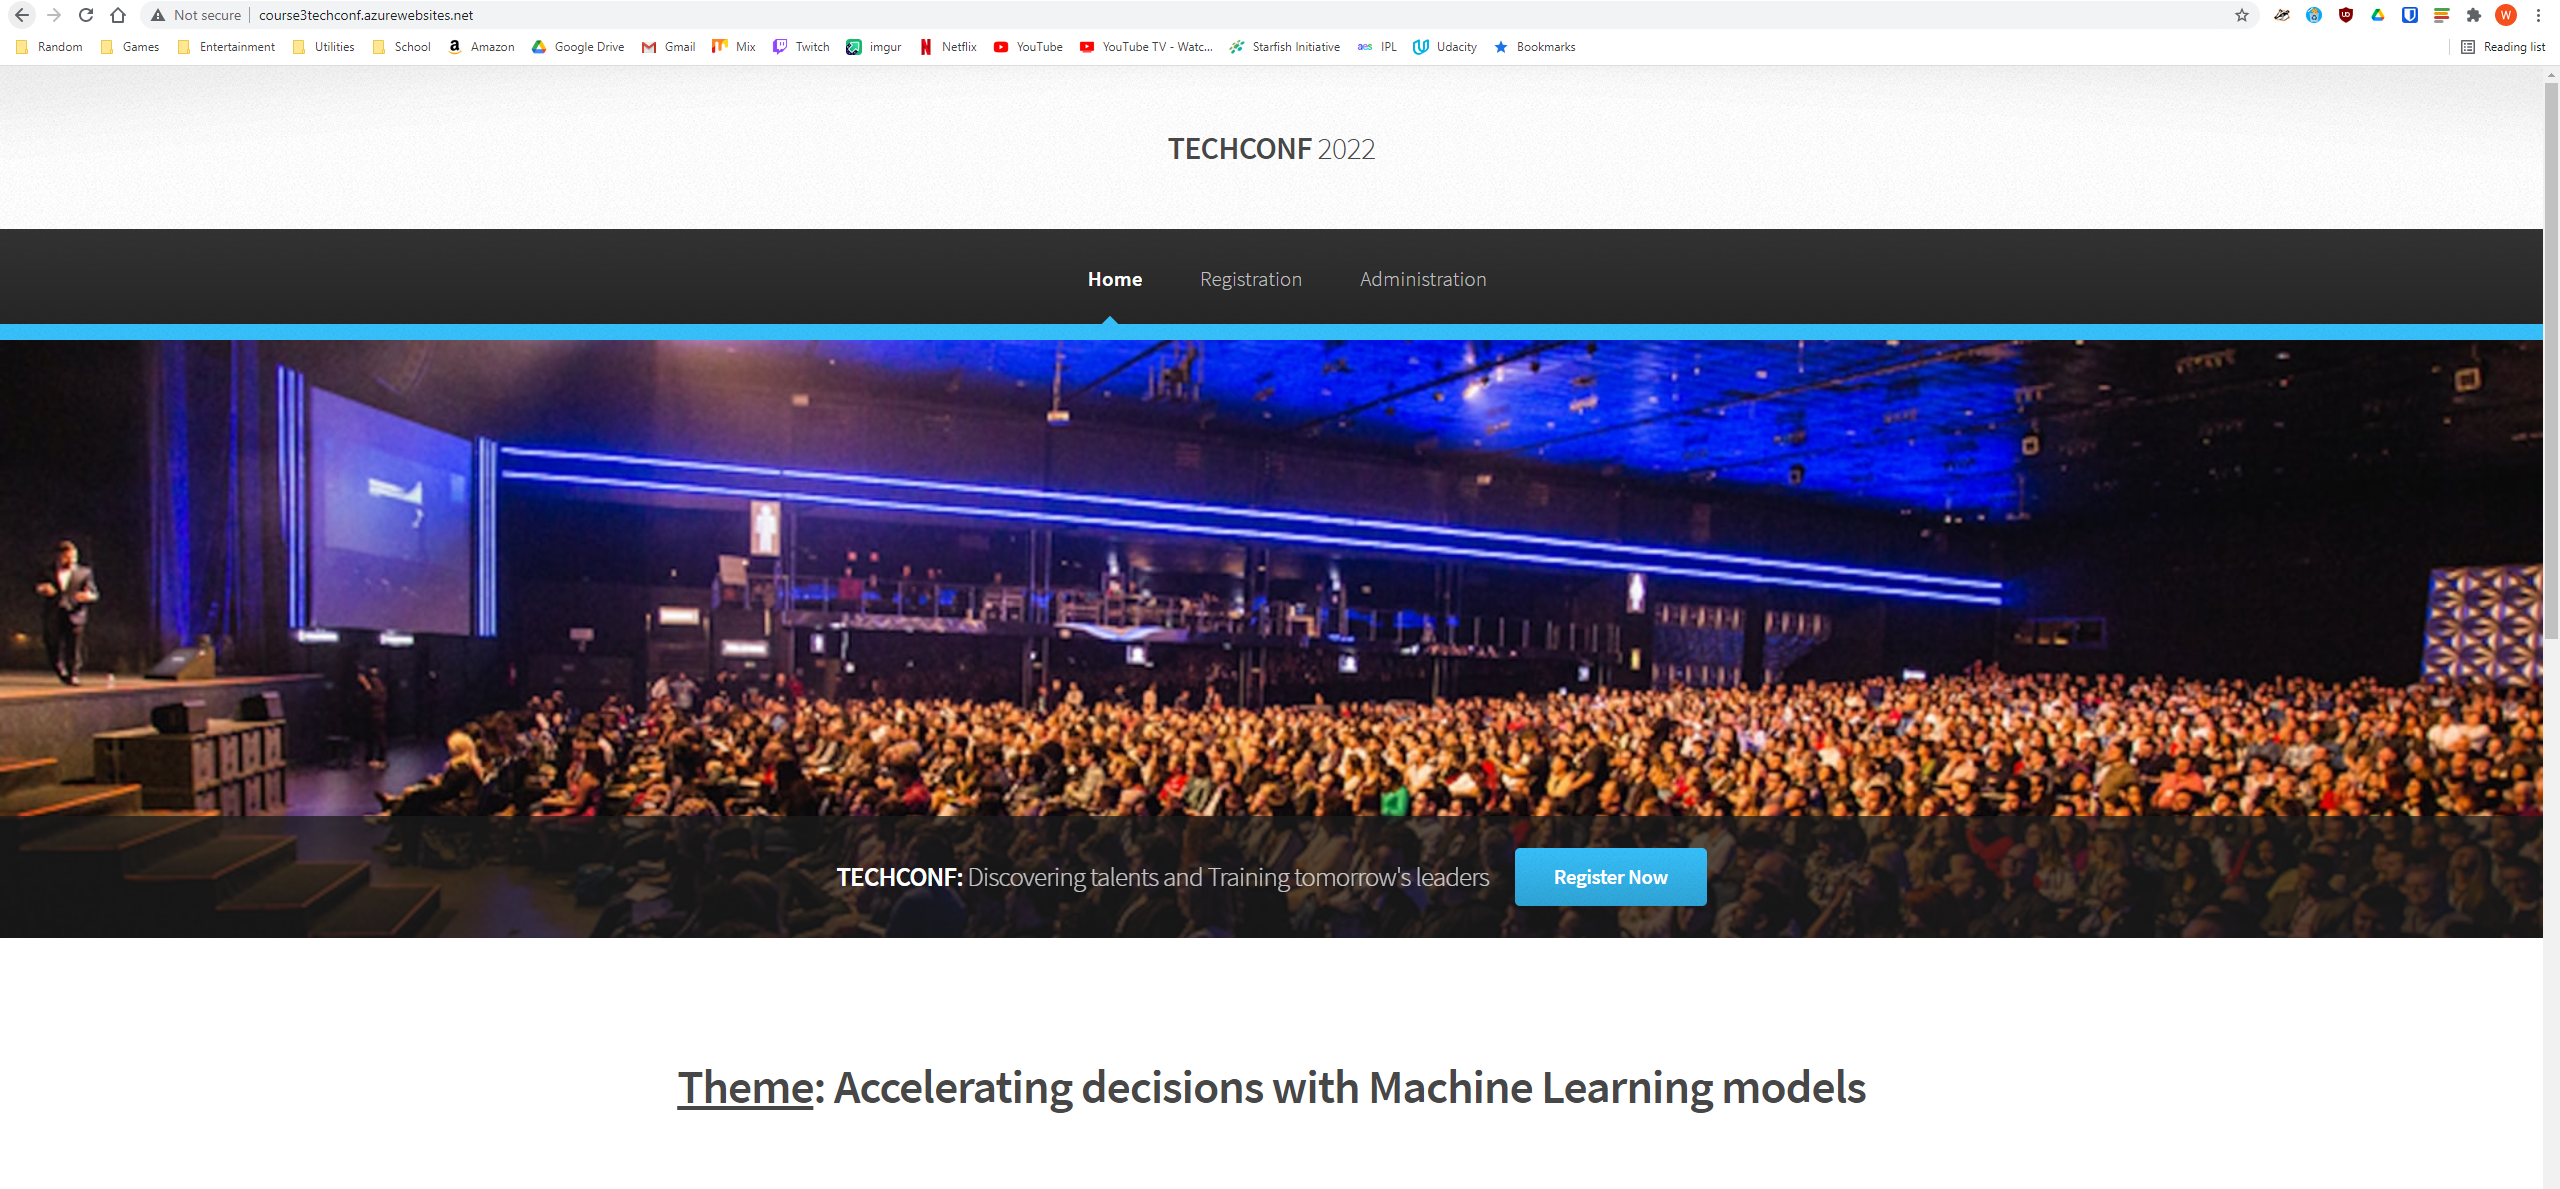 Not secure | course3techconf.azurewebsites.net
W
Random Games Entertainment Utilities School Amazon Google Drive Gmail Mix Twitch imgur Netflix YouTube YouTube TV - Watc... Starfish Initiative aes IPL Udacity Bookmarks Reading list
TECHCONF 2022
Home Registration Administration
TECHCONF: Discovering talents and Training tomorrow's leaders Register Now
Theme: Accelerating decisions with Machine Learning models